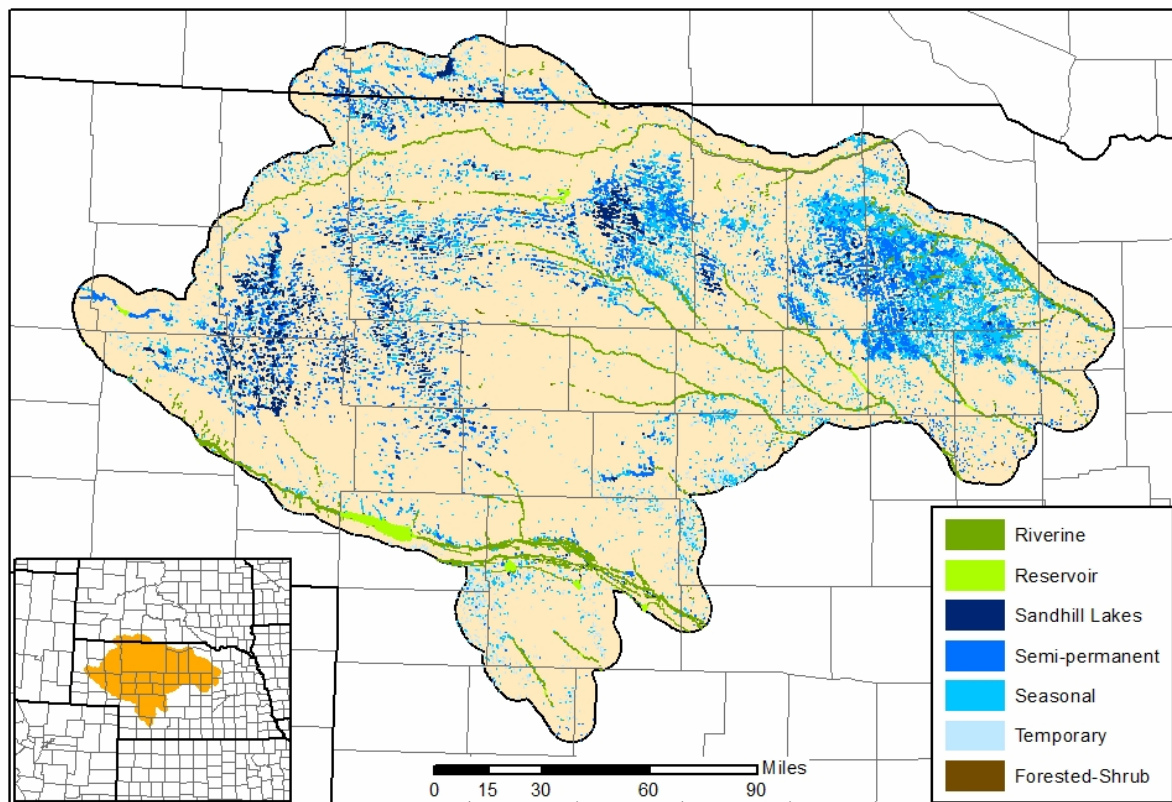 Riverine
Reservoir
Sandhill Lakes
Semi-permanent
Seasonal
Temporary
Forested-Shrub
Miles
0 15 30 60 90